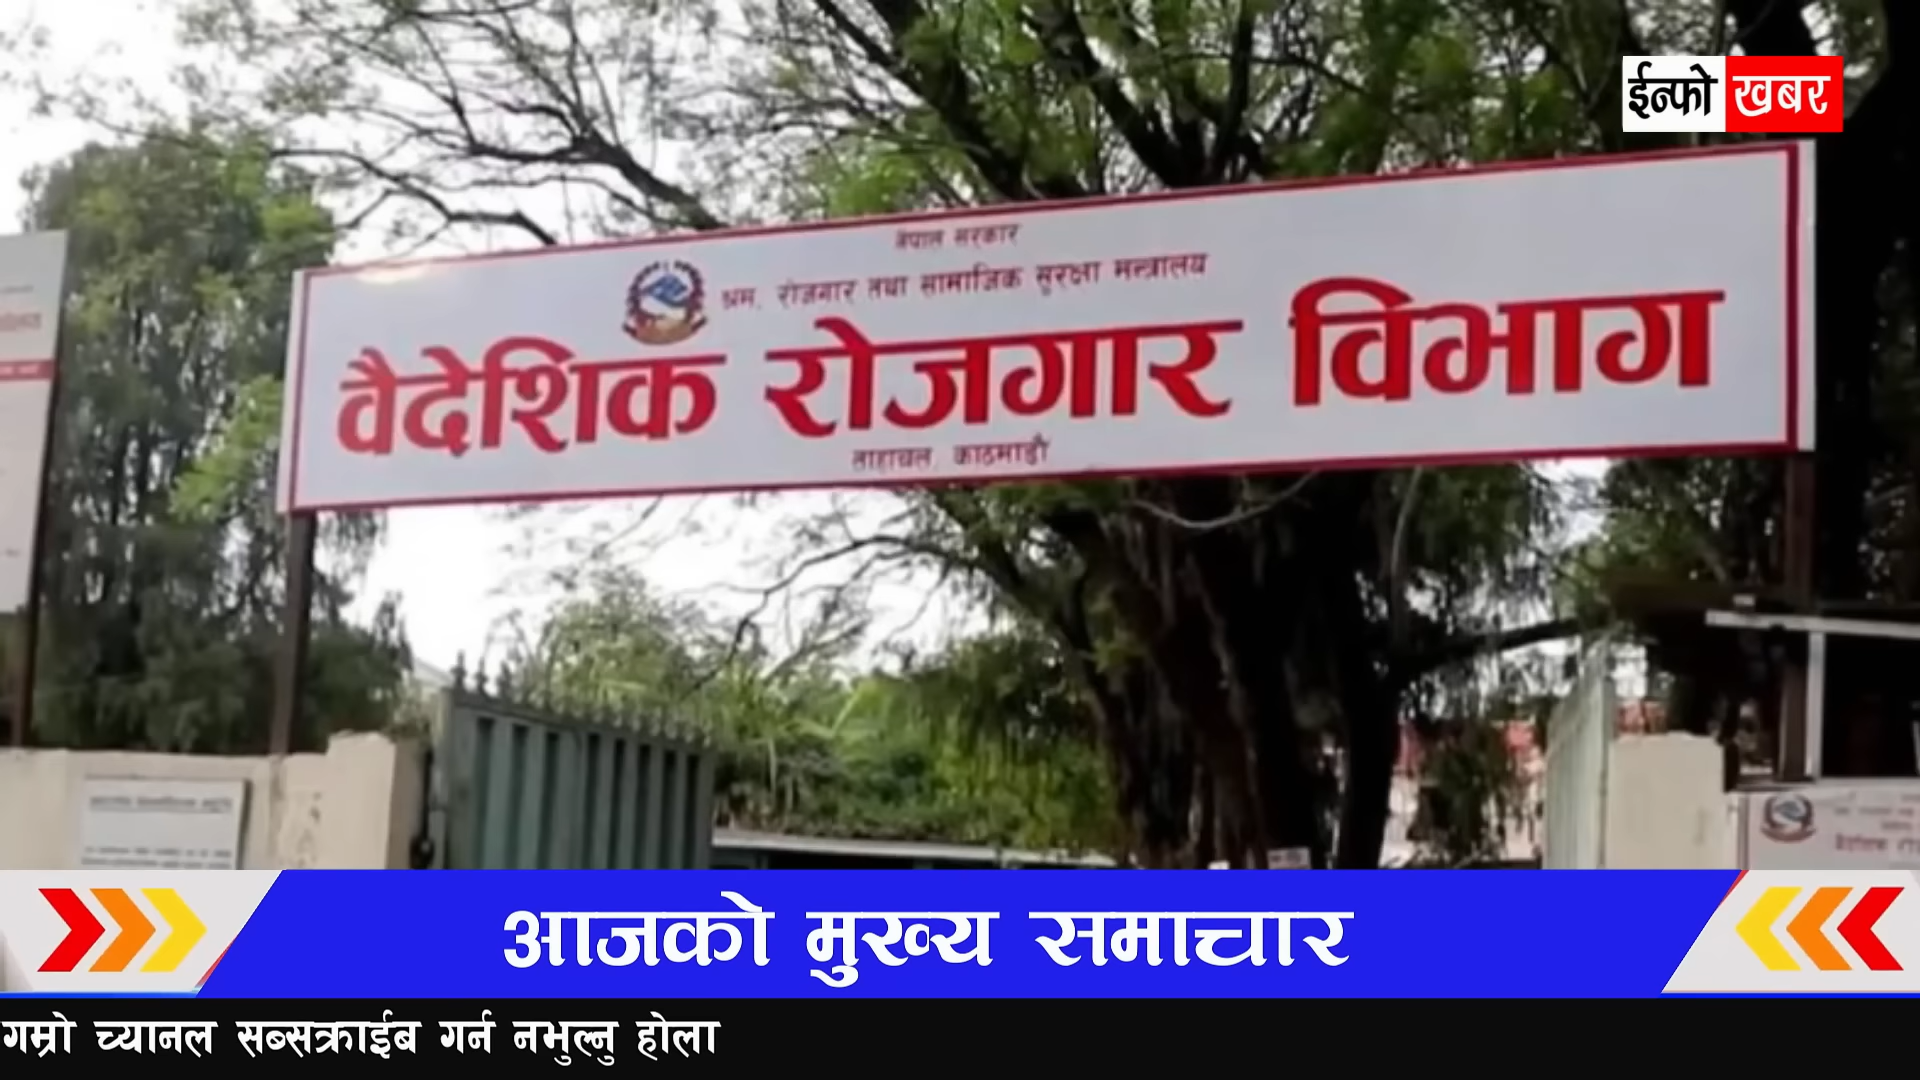 ईन्फो खबर
नेपाल सरकार
श्रम, रोजगार तथा सामाजिक सुरक्षा मन्त्रालय
वैदेशिक रोजगार विभाग
ताहाचल, काठमाडौं
आजको मुख्य समाचार
गम्रो च्यानल सब्सक्राईब गर्न नभुल्नु होला